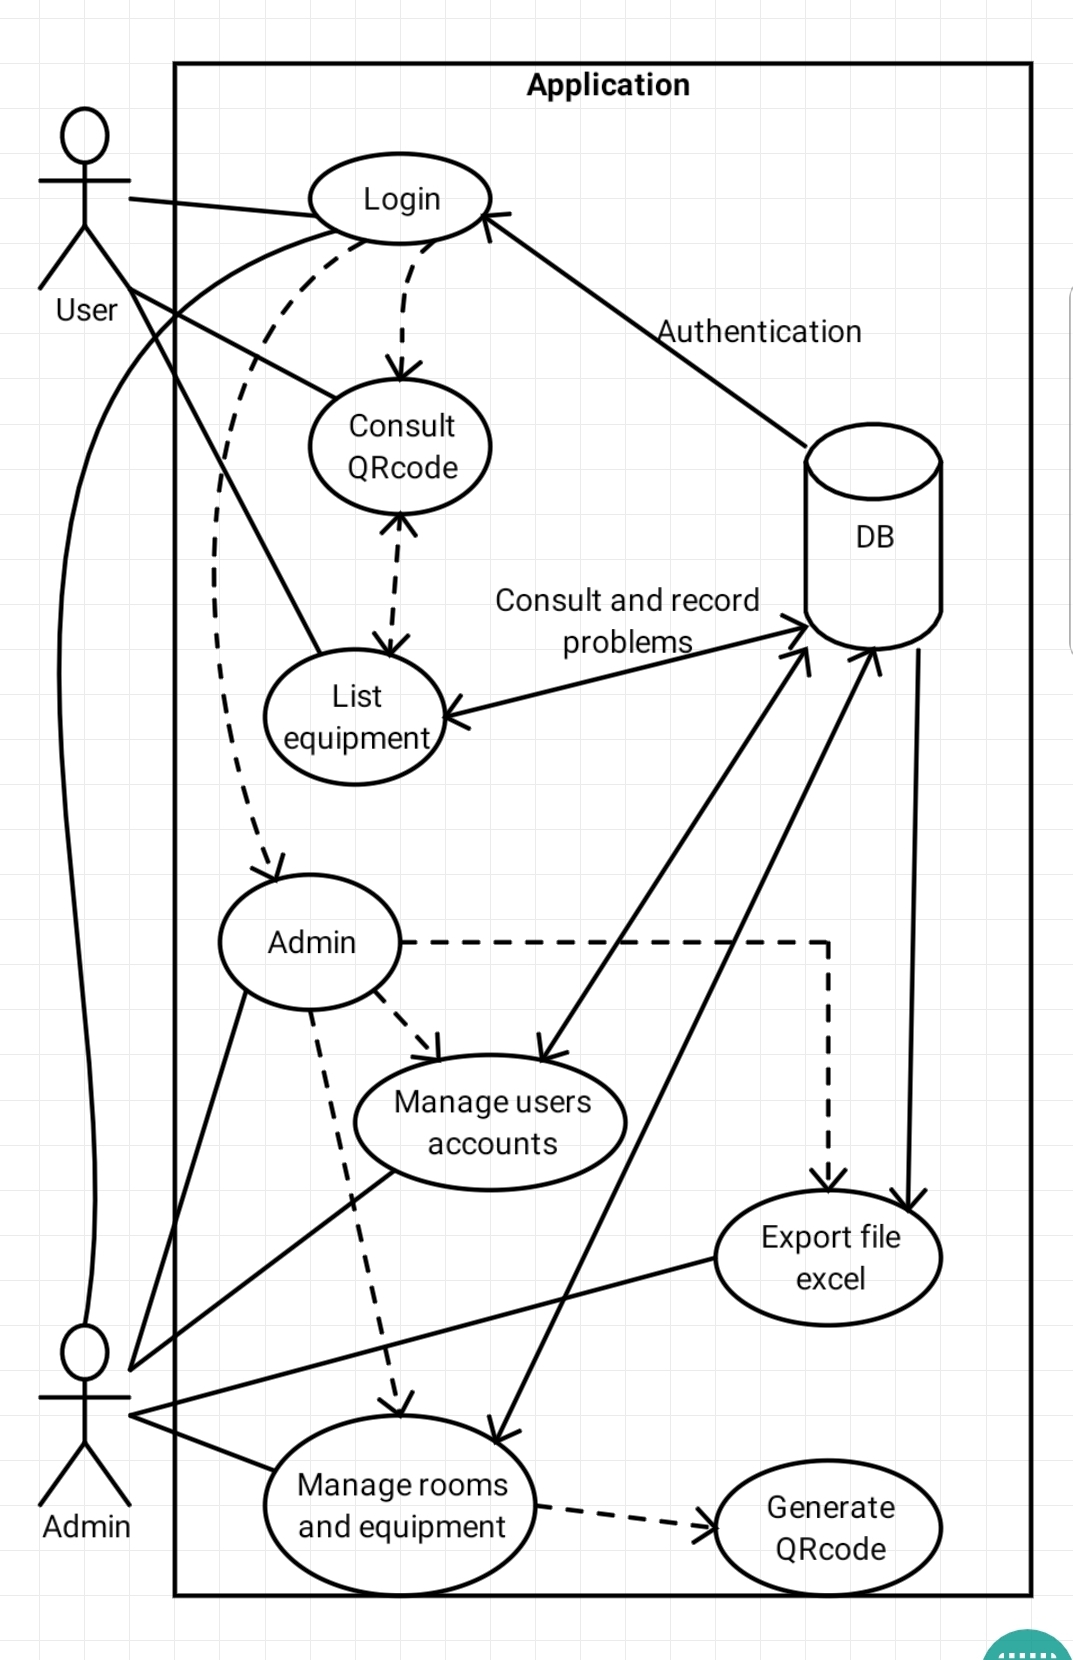 Application
Login
User
Authentication
Consult
QRcode
DB
Consult and record
problems
List
equipment
Admin
Manage users
accounts
Export file
excel
Manage rooms
and equipment
Generate
QRcode
Admin